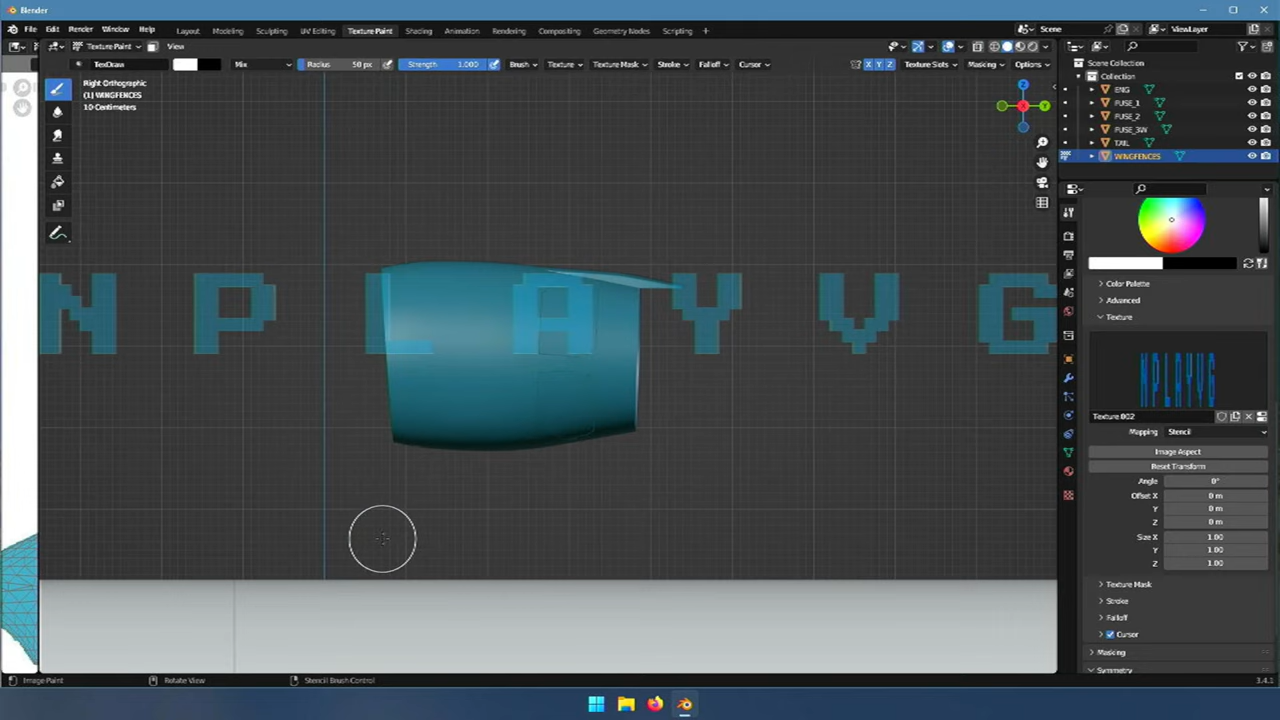 Blender
File Edit Render Window Help Layout Modeling Sculpting UV Editing Texture Paint Shading Animation Rendering Compositing Geometry Nodes Scripting + Scene ViewLayer
Texture Paint View
TexDraw Mix Radius 50 px Strength 1.000 Brush Texture Texture Mask Stroke Falloff Cursor X Y Z Texture Slots Masking Options
Right Orthographic
(1) WINGFENCES
10 Centimeters
Z
Y
N P L A Y V G
Scene Collection
Collection
ENG
FUSE_1
FUSE_2
FUSE_3W
TAIL
WINGFENCES
Color Palette
Advanced
Texture
NPLAYVG
Texture 002
Mapping Stencil
Image Aspect
Reset Transform
Angle 0°
Offset X 0 m
Y 0 m
Z 0 m
Size X 1.00
Y 1.00
Z 1.00
Texture Mask
Stroke
Falloff
Cursor
Masking
Symmetry
Image Paint Rotate View Stencil Brush Control 3.4.1